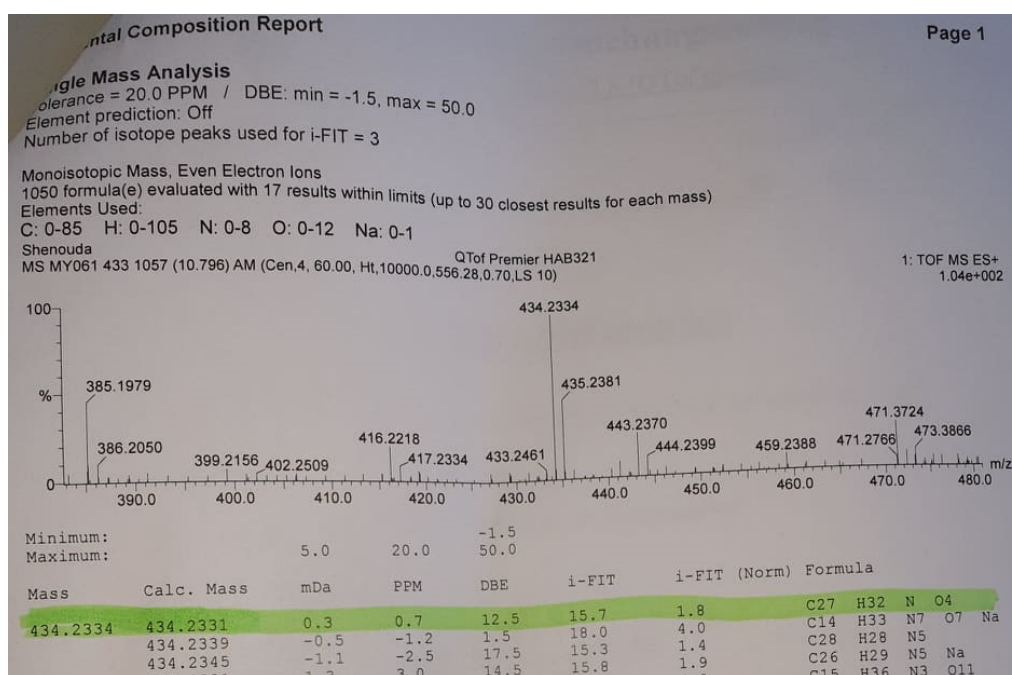 Composition Report
Page 1
Mass Analysis
= 20.0 PPM / DBE: min = -1.5, max = 50.0
Element prediction: Off
Number of isotope peaks used for i-FIT = 3
Monoisotopic Mass, Even Electron Ions
1050 formula(e) evaluated with 17 results within limits (up to 30 closest results for each mass)
Elements Used:
C: 0-85 H: 0-105 N: 0-8 O: 0-12 Na: 0-1
Shenouda
QTof Premier HAB321
MS MY061 433 1057 (10.796) AM (Cen,4, 60.00, Ht,10000.0,556.28,0.70,LS 10)
1: TOF MS ES+
1.04e+002
100
434.2334
385.1979
435.2381
%
471.3724
443.2370
473.3866
416.2218
386.2050
444.2399
459.2388
471.2766
399.2156
402.2509
417.2334
433.2461
0
m/z
390.0 400.0 410.0 420.0 430.0 440.0 450.0 460.0 470.0 480.0
Minimum: -1.5
Maximum: 5.0 20.0 50.0
Mass Calc. Mass mDa PPM DBE i-FIT i-FIT (Norm) Formula
434.2334 434.2331 0.3 0.7 12.5 15.7 1.8 C27 H32 N O4
434.2339 -0.5 -1.2 1.5 18.0 4.0 C14 H33 N7 O7 Na
434.2345 -1.1 -2.5 17.5 15.3 1.4 C28 H28 N5
14.5 15.8 1.9 C26 H29 N5 Na
C15 H36 N3 O11